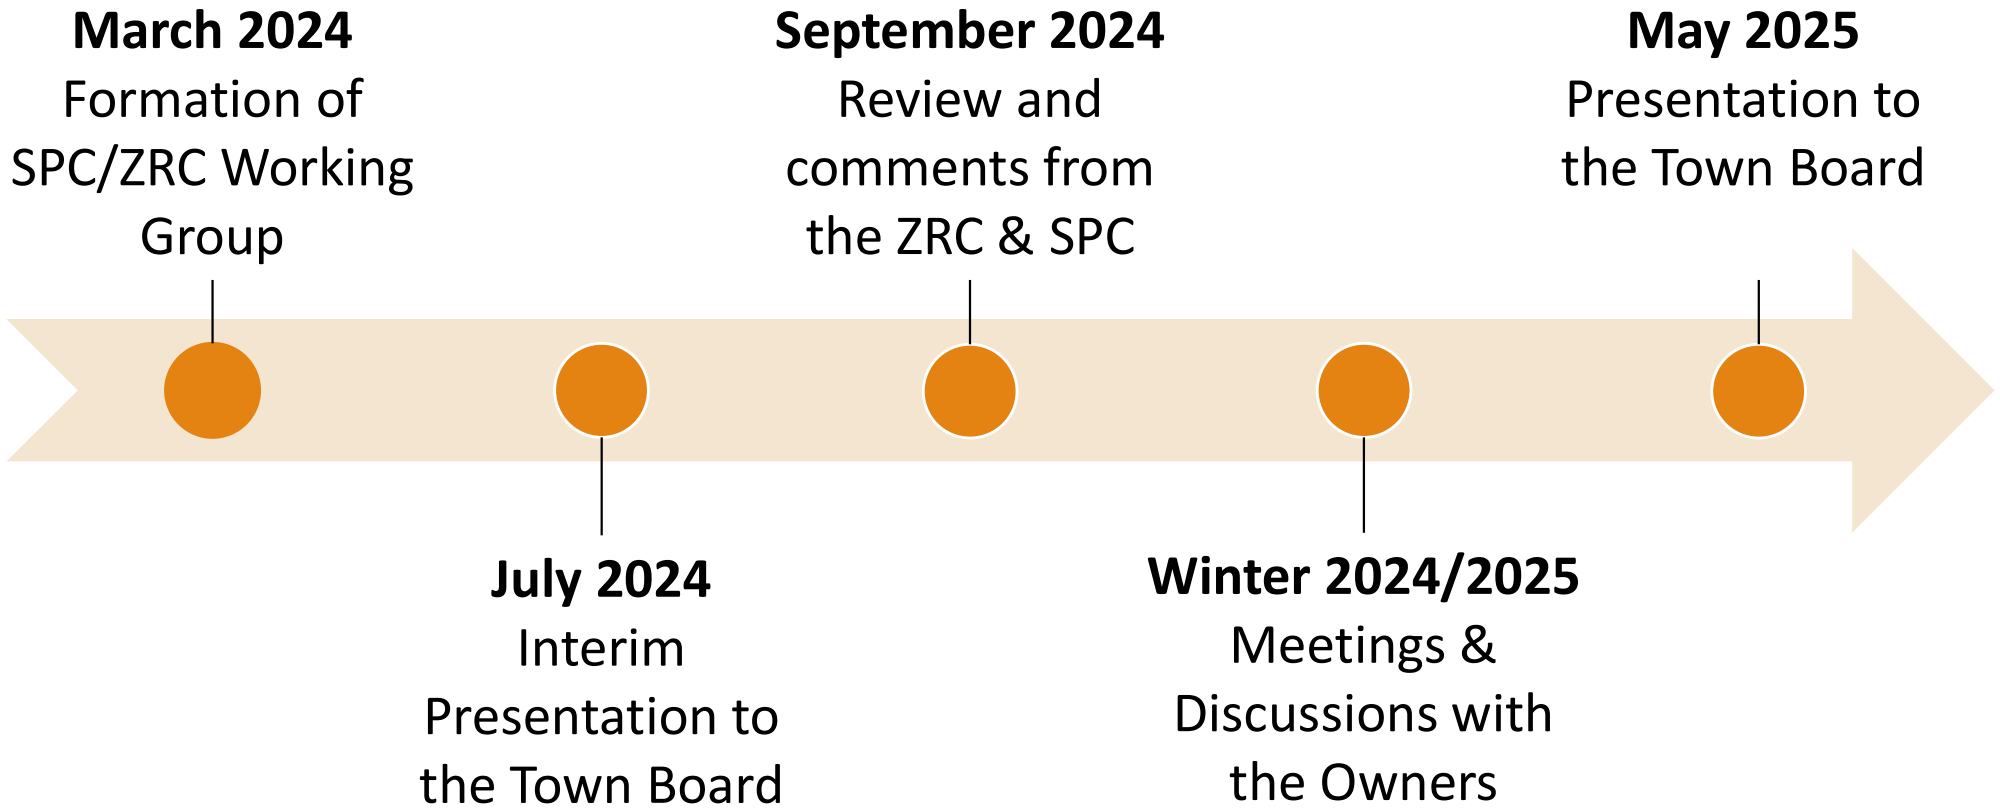 March 2024
Formation of
SPC/ZRC Working
Group
July 2024
Interim
Presentation to
the Town Board
September 2024
Review and
comments from
the ZRC & SPC
Winter 2024/2025
Meetings &
Discussions with
the Owners
May 2025
Presentation to
the Town Board